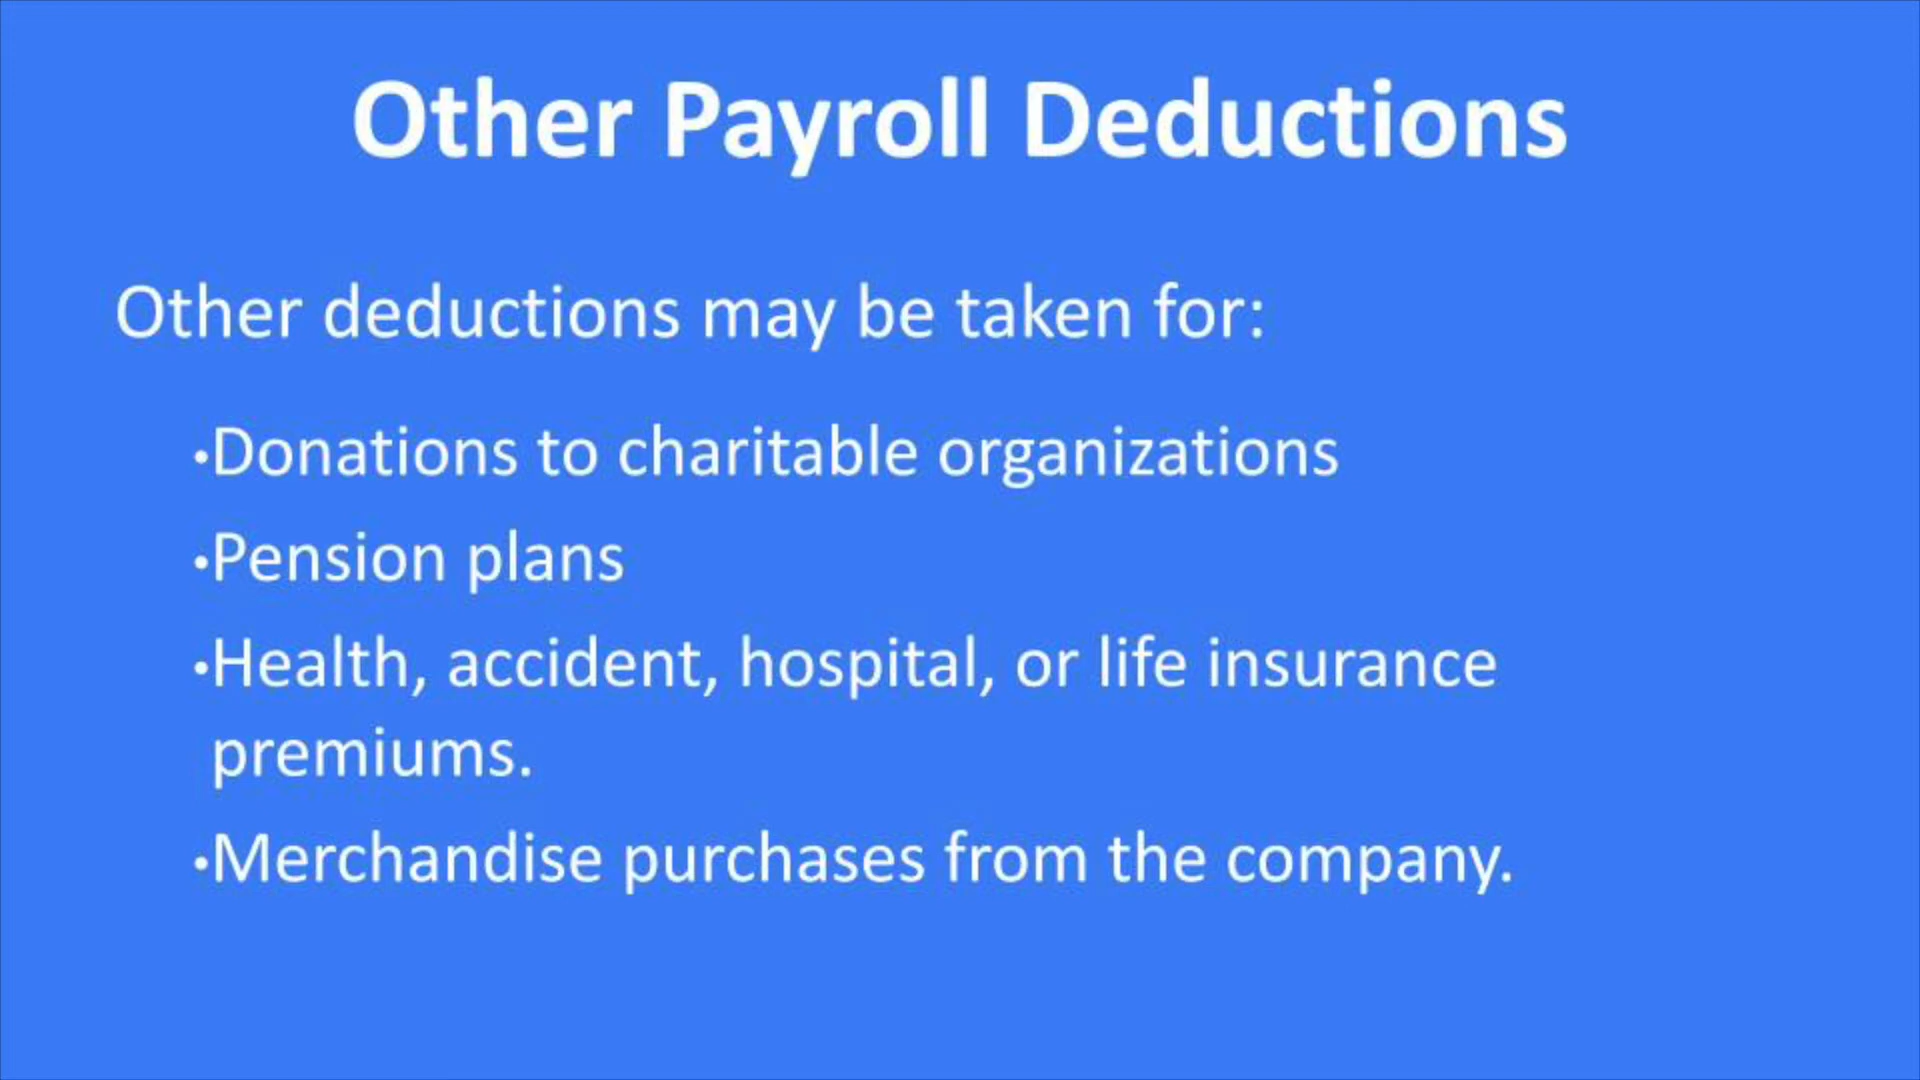 Other Payroll Deductions
Other deductions may be taken for:
•Donations to charitable organizations
•Pension plans
•Health, accident, hospital, or life insurance
premiums.
•Merchandise purchases from the company.